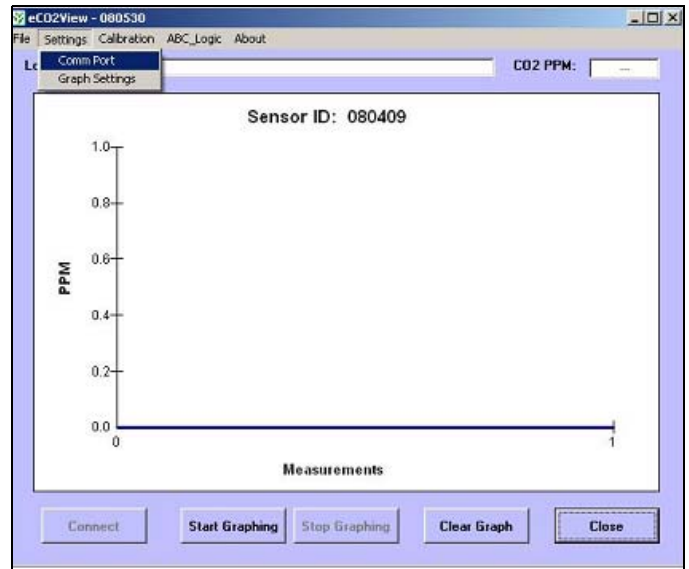 eCO2View - 080530
File Settings Calibration ABC_Logic About
Comm Port
CO2 PPM: ...
Graph Settings
Sensor ID: 080409
1.0
0.8
0.6
PPM
0.4
0.2
0.0
0 1
Measurements
Connect Start Graphing Stop Graphing Clear Graph Close